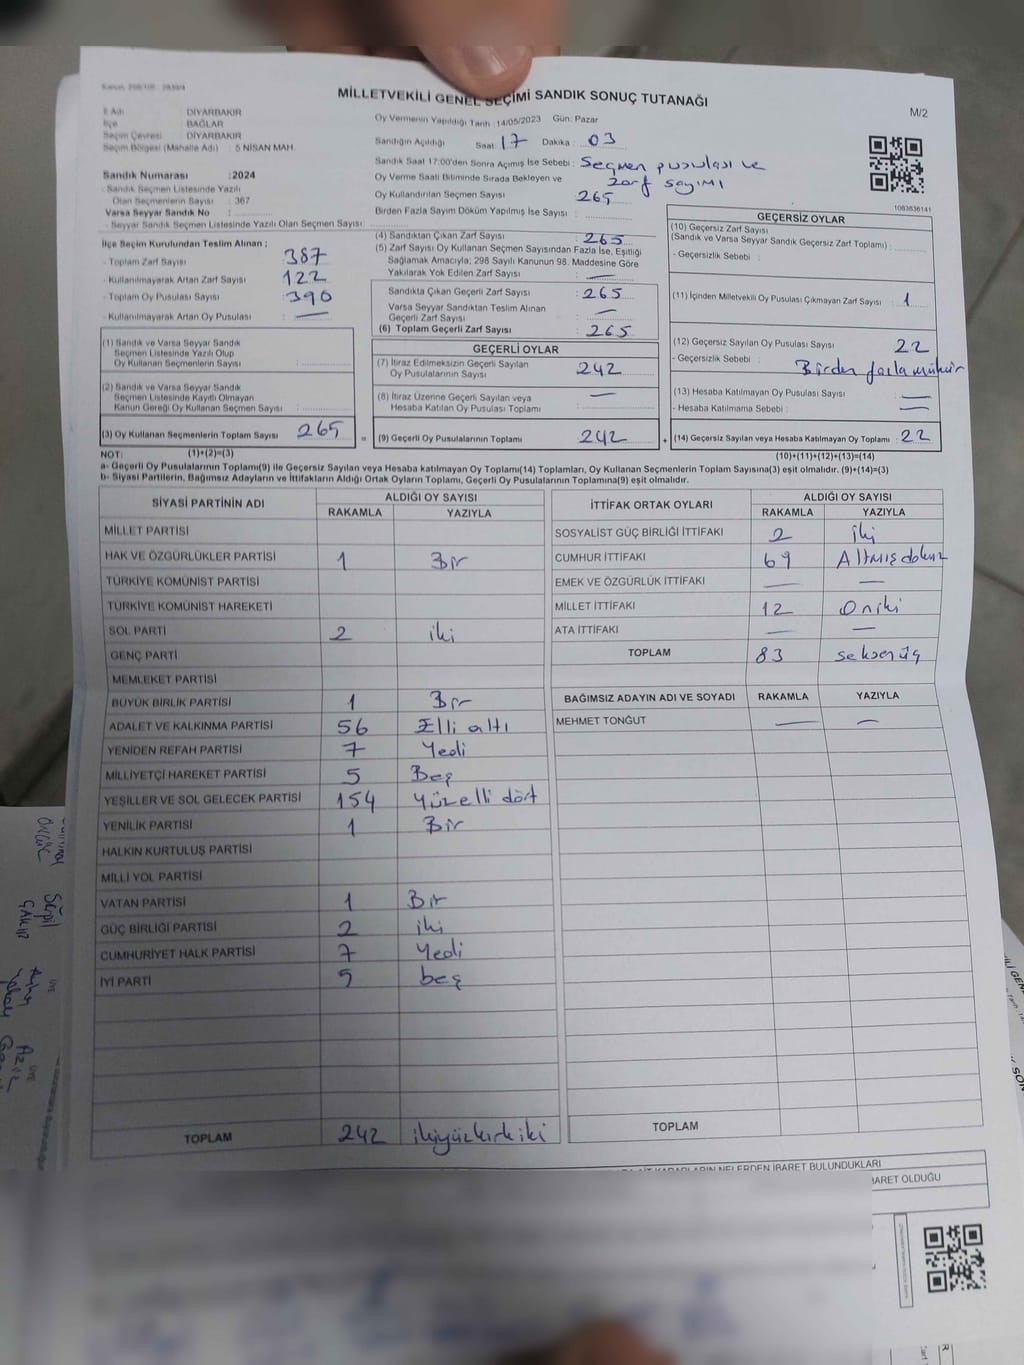 MİLLETVEKİLİ GENEL SEÇİMİ SANDIK SONUÇ TUTANAĞI
M/2
İl Adı : DİYARBAKIR
İlçe : BAĞLAR
Seçim Çevresi : DİYARBAKIR
Seçim Bölgesi (Mahalle Adı) : 5 NİSAN MAH.
Oy Vermenin Yapıldığı Tarih :14/05/2023 Gün: Pazar
Sandığın Açıldığı Saat: 17 Dakika : 03
Sandık Saat 17:00'den Sonra Açımış İse Sebebi : Seçmen pusulası ve
zarf sayımı
Oy Verme Saati Bitiminde Sırada Bekleyen ve
Oy Kullandırılan Seçmen Sayısı : 265
Birden Fazla Sayım Döküm Yapılmış İse Sayısı :
1083636141
Sandık Numarası :2024
- Sandık Seçmen Listesinde Yazılı
Olan Seçmenlerin Sayısı : 367
Varsa Seyyar Sandık No :
- Seyyar Sandık Seçmen Listesinde Yazılı Olan Seçmen Sayısı:
İlçe Seçim Kurulundan Teslim Alınan ;
- Toplam Zarf Sayısı : 387
- Kullanılmayarak Artan Zarf Sayısı : 122
- Toplam Oy Pusulası Sayısı : 390
- Kullanılmayarak Artan Oy Pusulası : —
(1) Sandık ve Varsa Seyyar Sandık
Seçmen Listesinde Yazılı Olup
Oy Kullanan Seçmenlerin Sayısı :
(2) Sandık ve Varsa Seyyar Sandık
Seçmen Listesinde Kayıtlı Olmayan
Kanun Gereği Oy Kullanan Seçmen Sayısı :
(3) Oy Kullanan Seçmenlerin Toplam Sayısı : 265
(4) Sandıktan Çıkan Zarf Sayısı : 265
(5) Zarf Sayısı Oy Kullanan Seçmen Sayısından Fazla İse, Eşitliği
Sağlamak Amacıyla; 298 Sayılı Kanunun 98. Maddesine Göre
Yakılarak Yok Edilen Zarf Sayısı : —
Sandıkta Çıkan Geçerli Zarf Sayısı : 265
Varsa Seyyar Sandıktan Teslim Alınan
Geçerli Zarf Sayısı : —
(6) Toplam Geçerli Zarf Sayısı : 265
GEÇERLİ OYLAR
(7) İtiraz Edilmeksizin Geçerli Sayılan
Oy Pusulalarının Sayısı : 242
(8) İtiraz Üzerine Geçerli Sayılan veya
Hesaba Katılan Oy Pusulası Toplamı : —
= (9) Geçerli Oy Pusulalarının Toplamı : 242
GEÇERSİZ OYLAR
(10) Geçersiz Zarf Sayısı
(Sandık ve Varsa Seyyar Sandık Geçersiz Zarf Toplamı) :
- Geçersizlik Sebebi :
(11) İçinden Milletvekili Oy Pusulası Çıkmayan Zarf Sayısı : 1
(12) Geçersiz Sayılan Oy Pusulası Sayısı : 22
- Geçersizlik Sebebi : Birden fazla mühür
(13) Hesaba Katılmayan Oy Pusulası Sayısı : —
- Hesaba Katılmama Sebebi : —
+ (14) Geçersiz Sayılan veya Hesaba Katılmayan Oy Toplamı : 22
NOT: (1)+(2)=(3)
(10)+(11)+(12)+(13)=(14)
a- Geçerli Oy Pusulalarının Toplamı(9) ile Geçersiz Sayılan veya Hesaba katılmayan Oy Toplamı(14) Toplamları, Oy Kullanan Seçmenlerin Toplam Sayısına(3) eşit olmalıdır. (9)+(14)=(3)
b- Siyasi Partilerin, Bağımsız Adayların ve İttifakların Aldığı Ortak Oyların Toplamı, Geçerli Oy Pusulalarının Toplamına(9) eşit olmalıdır.
SİYASİ PARTİNİN ADI ALDIĞI OY SAYISI
RAKAMLA YAZIYLA
MİLLET PARTİSİ
HAK VE ÖZGÜRLÜKLER PARTİSİ 1 Bir
TÜRKİYE KOMÜNİST PARTİSİ
TÜRKİYE KOMÜNİST HAREKETİ
SOL PARTİ 2 iki
GENÇ PARTİ
MEMLEKET PARTİSİ
BÜYÜK BİRLİK PARTİSİ 1 Bir
ADALET VE KALKINMA PARTİSİ 56 Elli altı
YENİDEN REFAH PARTİSİ 7 Yedi
MİLLİYETÇİ HAREKET PARTİSİ 5 Beş
YEŞİLLER VE SOL GELECEK PARTİSİ 154 Yüzelli dört
YENİLİK PARTİSİ 1 Bir
HALKIN KURTULUŞ PARTİSİ
MİLLİ YOL PARTİSİ
VATAN PARTİSİ 1 Bir
GÜÇ BİRLİĞİ PARTİSİ 2 iki
CUMHURİYET HALK PARTİSİ 7 Yedi
İYİ PARTİ 5 beş
TOPLAM 242 ikiyüzkırkiki
İTTİFAK ORTAK OYLARI ALDIĞI OY SAYISI
RAKAMLA YAZIYLA
SOSYALİST GÜÇ BİRLİĞİ İTTİFAKI 2 iki
CUMHUR İTTİFAKI 69 Altmışdokuz
EMEK VE ÖZGÜRLÜK İTTİFAKI — —
MİLLET İTTİFAKI 12 Oniki
ATA İTTİFAKI — —
TOPLAM 83 seksenüç
BAĞIMSIZ ADAYIN ADI VE SOYADI RAKAMLA YAZIYLA
MEHMET TONĞUT — —
TOPLAM
NELERDEN İBARET BULUNDUKLARI
BARET OLDUĞU